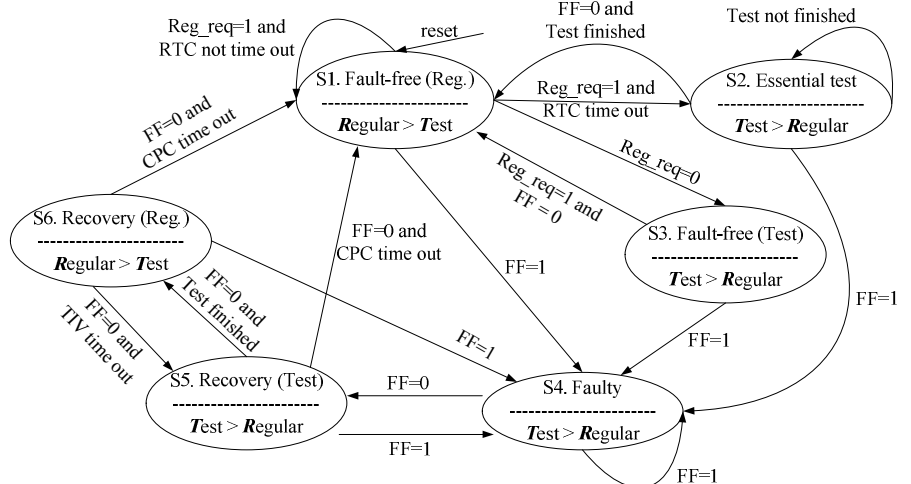 Reg_req=1 and
RTC not time out
reset
FF=0 and
Test finished
Test not finished
S1. Fault-free (Reg.)
--------------------
Regular > Test
Reg_req=1 and
RTC time out
S2. Essential test
--------------------
Test > Regular
FF=0 and
CPC time out
Reg_req=0
Reg_req=1 and
FF = 0
S6. Recovery (Reg.)
--------------------
Regular > Test
FF=0 and
CPC time out
S3. Fault-free (Test)
--------------------
Test > Regular
FF=1
FF=1
FF=0 and
TIV time out
FF=0 and
Test finished
FF=1
FF=1
S5. Recovery (Test)
--------------------
Test > Regular
FF=0
S4. Faulty
--------------------
Test > Regular
FF=1
FF=1